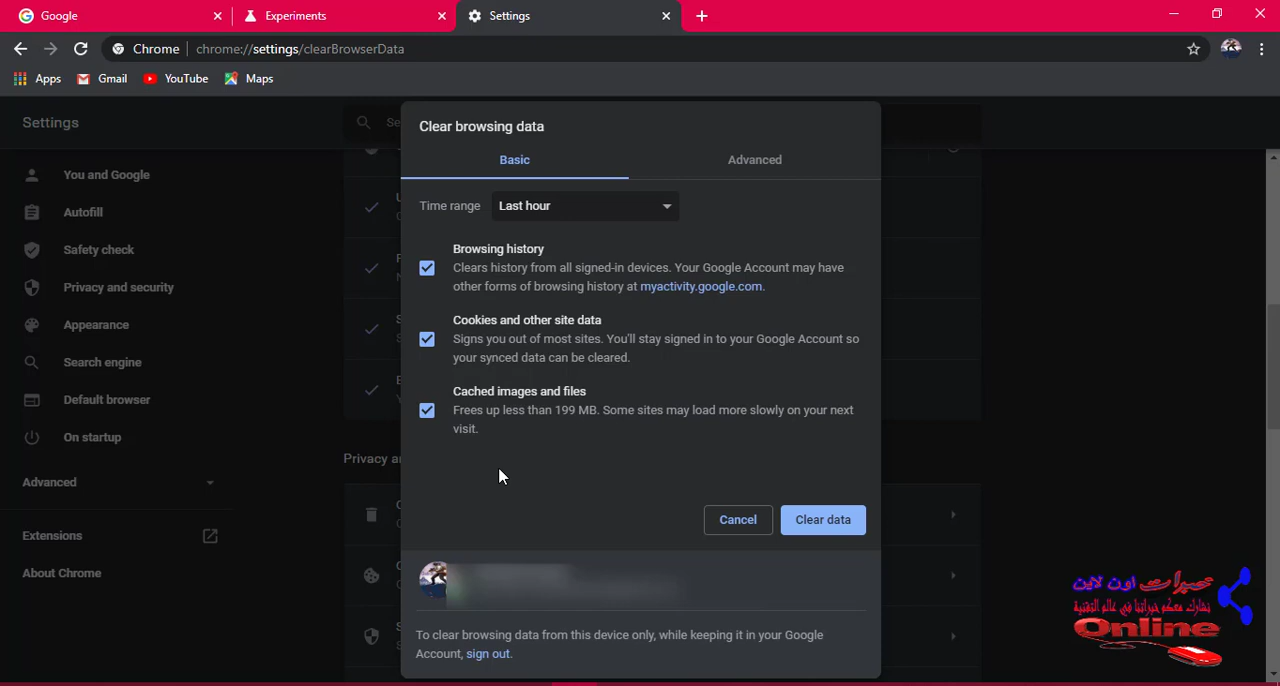 Google
Experiments
Settings
Chrome chrome://settings/clearBrowserData
Apps Gmail YouTube Maps
Settings
Se
You and Google
Autofill
Safety check
Privacy and security
Appearance
Search engine
Default browser
On startup
Advanced
Extensions
About Chrome
Privacy a
Clear browsing data
Basic Advanced
Time range Last hour
Browsing history
Clears history from all signed-in devices. Your Google Account may have
other forms of browsing history at myactivity.google.com.
Cookies and other site data
Signs you out of most sites. You'll stay signed in to your Google Account so
your synced data can be cleared.
Cached images and files
Frees up less than 199 MB. Some sites may load more slowly on your next
visit.
Cancel Clear data
To clear browsing data from this device only, while keeping it in your Google
Account, sign out.
اون لاين
في عالم التقنية
Online